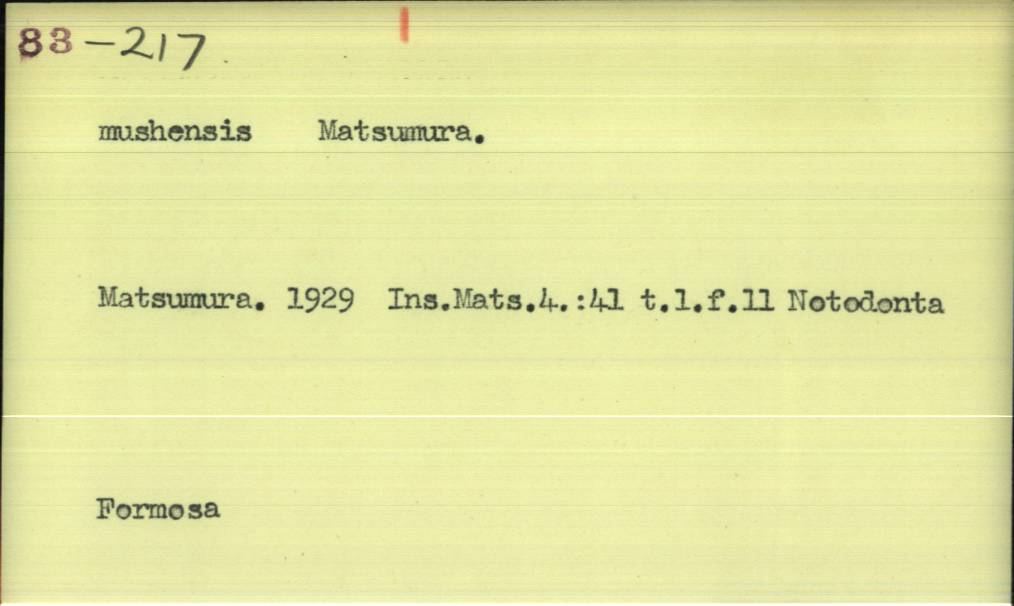 83-217
mushensis Matsumura.
Matsumura. 1929 Ins.Mats.4.:41 t.1.f.11 Notodonta
Formosa